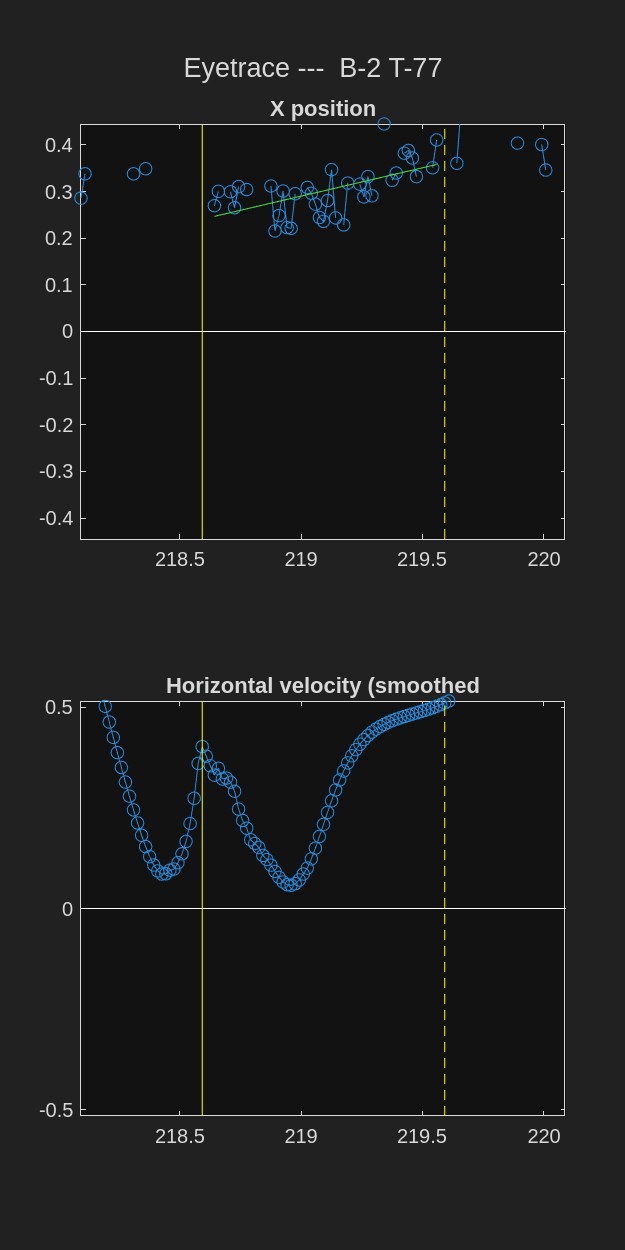 Eyetrace --- B-2 T-77
X position
0.4
0.3
0.2
0.1
0
-0.1
-0.2
-0.3
-0.4
218.5 219 219.5 220
Horizontal velocity (smoothed
0.5
0
-0.5
218.5 219 219.5 220